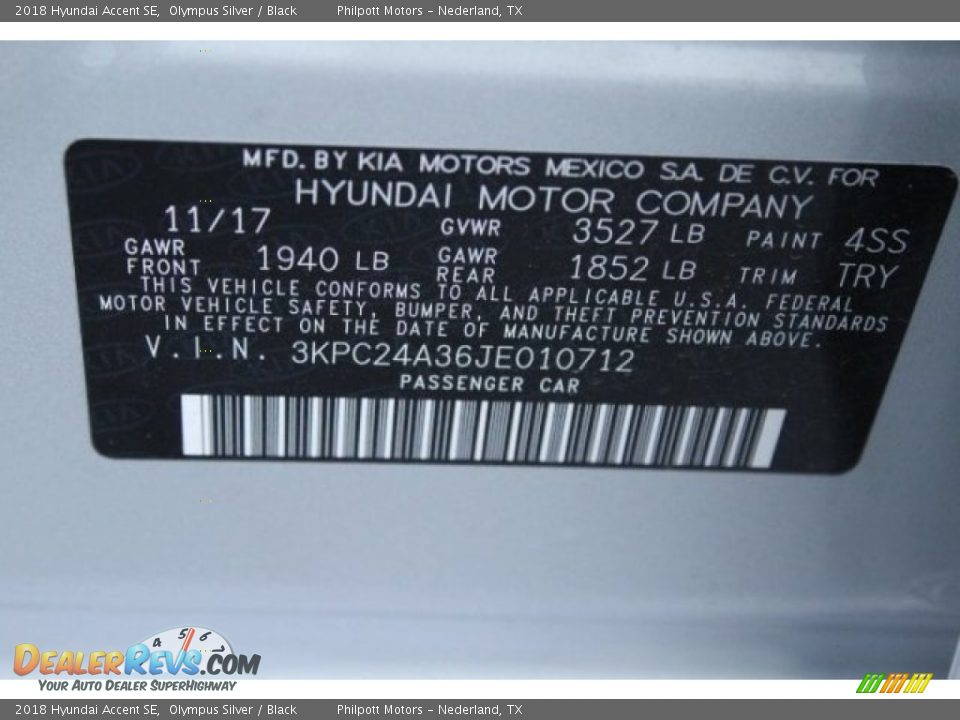 2018 Hyundai Accent SE, Olympus Silver / Black Philpott Motors – Nederland, TX
MFD. BY KIA MOTORS MEXICO S.A. DE C.V. FOR
HYUNDAI MOTOR COMPANY
11/17 GVWR 3527 LB PAINT 4SS
GAWR FRONT 1940 LB GAWR REAR 1852 LB TRIM TRY
THIS VEHICLE CONFORMS TO ALL APPLICABLE U.S.A. FEDERAL
MOTOR VEHICLE SAFETY, BUMPER, AND THEFT PREVENTION STANDARDS
IN EFFECT ON THE DATE OF MANUFACTURE SHOWN ABOVE.
V.I.N. 3KPC24A36JE010712
PASSENGER CAR
4 5 6 7
DEALERREVS.COM
YOUR AUTO DEALER SUPERHIGHWAY
2018 Hyundai Accent SE, Olympus Silver / Black Philpott Motors – Nederland, TX